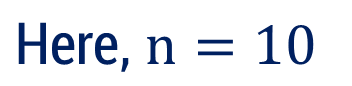 Here, n = 10